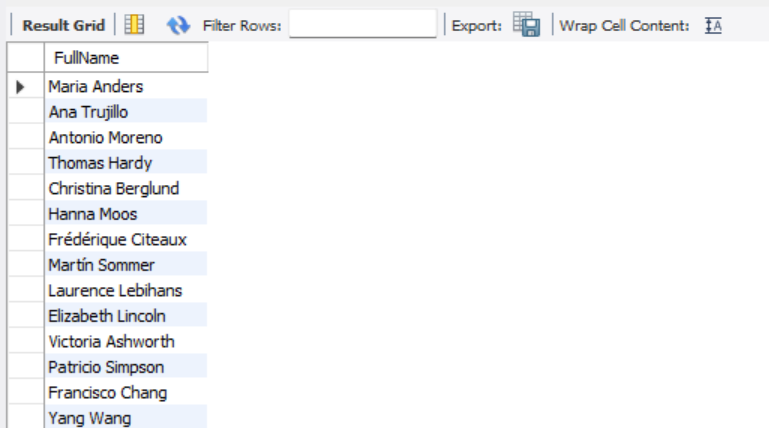 Result Grid Filter Rows: Export: Wrap Cell Content: IA
FullName
Maria Anders
Ana Trujillo
Antonio Moreno
Thomas Hardy
Christina Berglund
Hanna Moos
Frédérique Citeaux
Martín Sommer
Laurence Lebihans
Elizabeth Lincoln
Victoria Ashworth
Patricio Simpson
Francisco Chang
Yang Wang